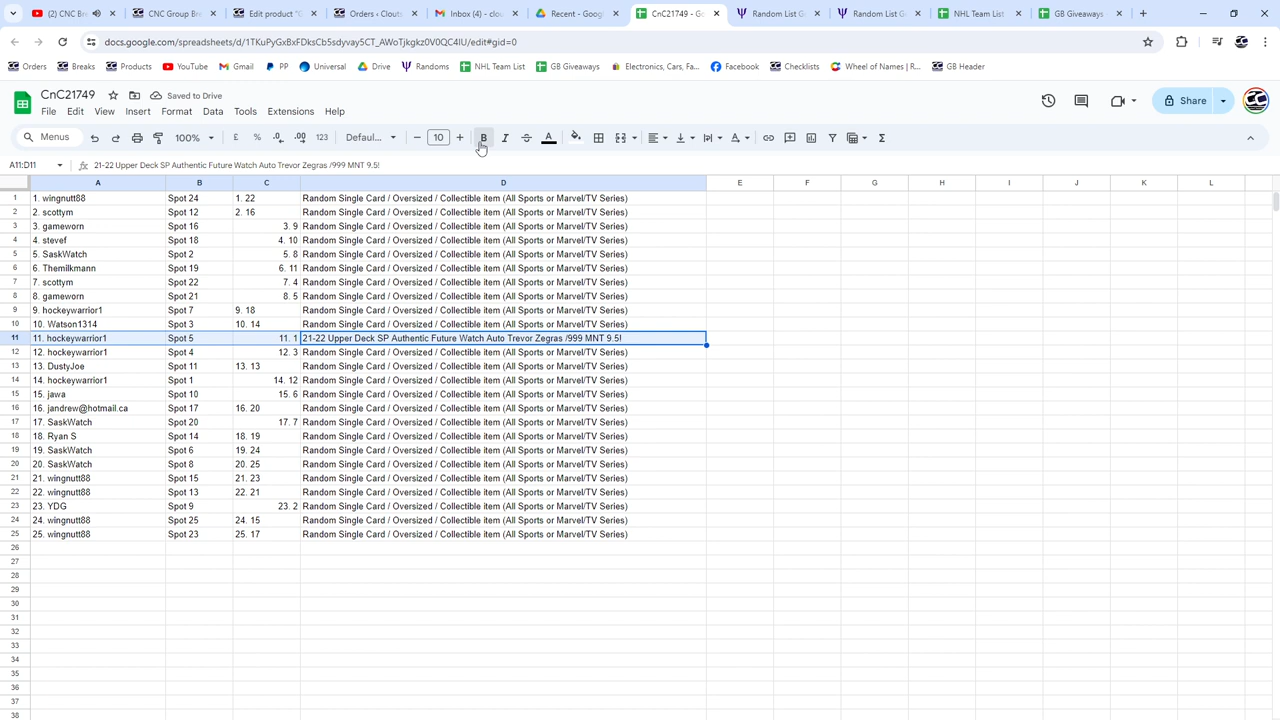 (2) CNC B
CNC Group Bre
Edit product "G
Orders ‹ Clouts
Inbox (4) - clou
Recent - Googl
CnC21749 - G
Random List G
Random List Ge
NHL Team List
GB Giveaways
docs.google.com/spreadsheets/d/1TKuPyGxBxFDksCb5sdyvay5CT_AWoTjkgkz0V0QC4IU/edit#gid=0
Orders
Breaks
Products
YouTube
Gmail
PP
Universal
Drive
Randoms
NHL Team List
GB Giveaways
Electronics, Cars, Fa...
Facebook
Checklists
Wheel of Names | R...
GB Header
CnC21749
Saved to Drive
File Edit View Insert Format Data Tools Extensions Help
Share
Menus 100% £ % .0 .00 123 Defaul... 10 B I A
A11:D11 21-22 Upper Deck SP Authentic Future Watch Auto Trevor Zegras /999 MNT 9.5!
A B C D E F G H I J K L
1 1. wingnutt88 Spot 24 1. 22 Random Single Card / Oversized / Collectible item (All Sports or Marvel/TV Series)
2 2. scottym Spot 12 2. 16 Random Single Card / Oversized / Collectible item (All Sports or Marvel/TV Series)
3 3. gameworn Spot 16 3. 9 Random Single Card / Oversized / Collectible item (All Sports or Marvel/TV Series)
4 4. stevef Spot 18 4. 10 Random Single Card / Oversized / Collectible item (All Sports or Marvel/TV Series)
5 5. SaskWatch Spot 2 5. 8 Random Single Card / Oversized / Collectible item (All Sports or Marvel/TV Series)
6 6. Themilkmann Spot 19 6. 11 Random Single Card / Oversized / Collectible item (All Sports or Marvel/TV Series)
7 7. scottym Spot 22 7. 4 Random Single Card / Oversized / Collectible item (All Sports or Marvel/TV Series)
8 8. gameworn Spot 21 8. 5 Random Single Card / Oversized / Collectible item (All Sports or Marvel/TV Series)
9 9. hockeywarrior1 Spot 7 9. 18 Random Single Card / Oversized / Collectible item (All Sports or Marvel/TV Series)
10 10. Watson1314 Spot 3 10. 14 Random Single Card / Oversized / Collectible item (All Sports or Marvel/TV Series)
11 11. hockeywarrior1 Spot 5 11. 1 21-22 Upper Deck SP Authentic Future Watch Auto Trevor Zegras /999 MNT 9.5!
12 12. hockeywarrior1 Spot 4 12. 3 Random Single Card / Oversized / Collectible item (All Sports or Marvel/TV Series)
13 13. DustyJoe Spot 11 13. 13 Random Single Card / Oversized / Collectible item (All Sports or Marvel/TV Series)
14 14. hockeywarrior1 Spot 1 14. 12 Random Single Card / Oversized / Collectible item (All Sports or Marvel/TV Series)
15 15. jawa Spot 10 15. 6 Random Single Card / Oversized / Collectible item (All Sports or Marvel/TV Series)
16 16. jandrew@hotmail.ca Spot 17 16. 20 Random Single Card / Oversized / Collectible item (All Sports or Marvel/TV Series)
17 17. SaskWatch Spot 20 17. 7 Random Single Card / Oversized / Collectible item (All Sports or Marvel/TV Series)
18 18. Ryan S Spot 14 18. 19 Random Single Card / Oversized / Collectible item (All Sports or Marvel/TV Series)
19 19. SaskWatch Spot 6 19. 24 Random Single Card / Oversized / Collectible item (All Sports or Marvel/TV Series)
20 20. SaskWatch Spot 8 20. 25 Random Single Card / Oversized / Collectible item (All Sports or Marvel/TV Series)
21 21. wingnutt88 Spot 15 21. 23 Random Single Card / Oversized / Collectible item (All Sports or Marvel/TV Series)
22 22. wingnutt88 Spot 13 22. 21 Random Single Card / Oversized / Collectible item (All Sports or Marvel/TV Series)
23 23. YDG Spot 9 23. 2 Random Single Card / Oversized / Collectible item (All Sports or Marvel/TV Series)
24 24. wingnutt88 Spot 25 24. 15 Random Single Card / Oversized / Collectible item (All Sports or Marvel/TV Series)
25 25. wingnutt88 Spot 23 25. 17 Random Single Card / Oversized / Collectible item (All Sports or Marvel/TV Series)
26
27
28
29
30
31
32
33
34
35
36
37
38